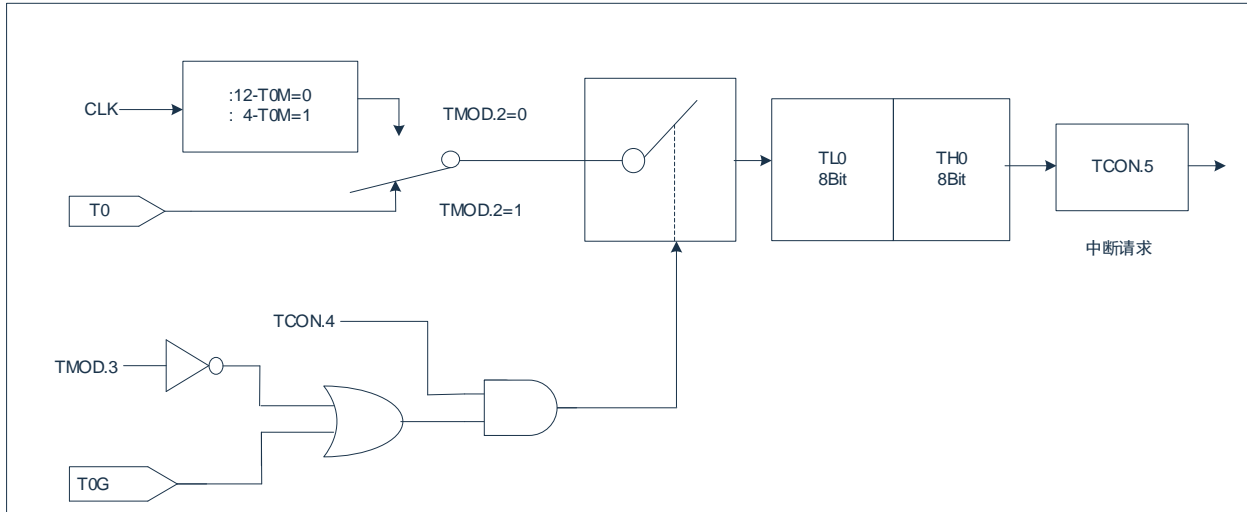 CLK
:12-T0M=0
: 4-T0M=1
TMOD.2=0
T0
TMOD.2=1
TL0
8Bit
TH0
8Bit
TCON.5
中断请求
TCON.4
TMOD.3
T0G